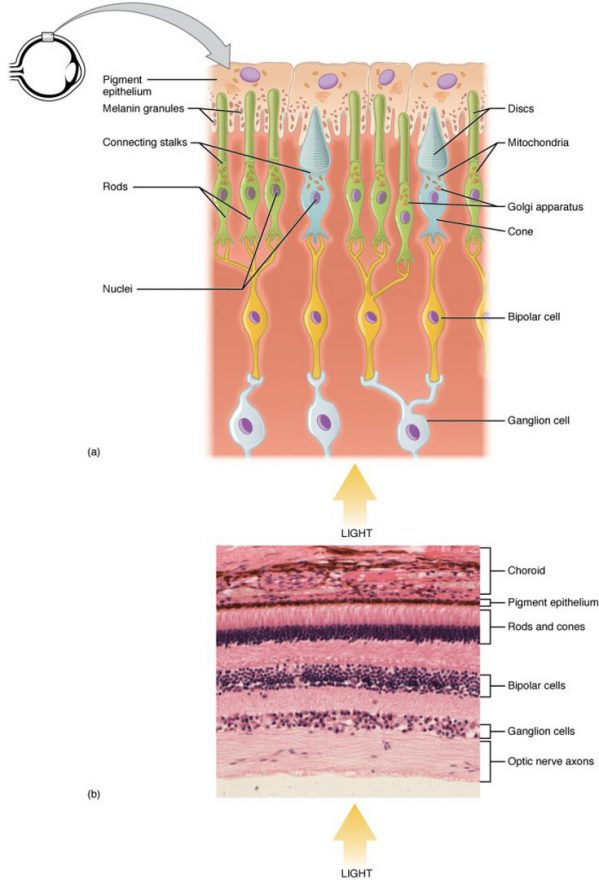 Pigment
epithelium
Melanin granules
Connecting stalks
Rods
Nuclei
Discs
Mitochondria
Golgi apparatus
Cone
Bipolar cell
Ganglion cell
(a)
LIGHT
Choroid
Pigment epithelium
Rods and cones
Bipolar cells
Ganglion cells
Optic nerve axons
(b)
LIGHT